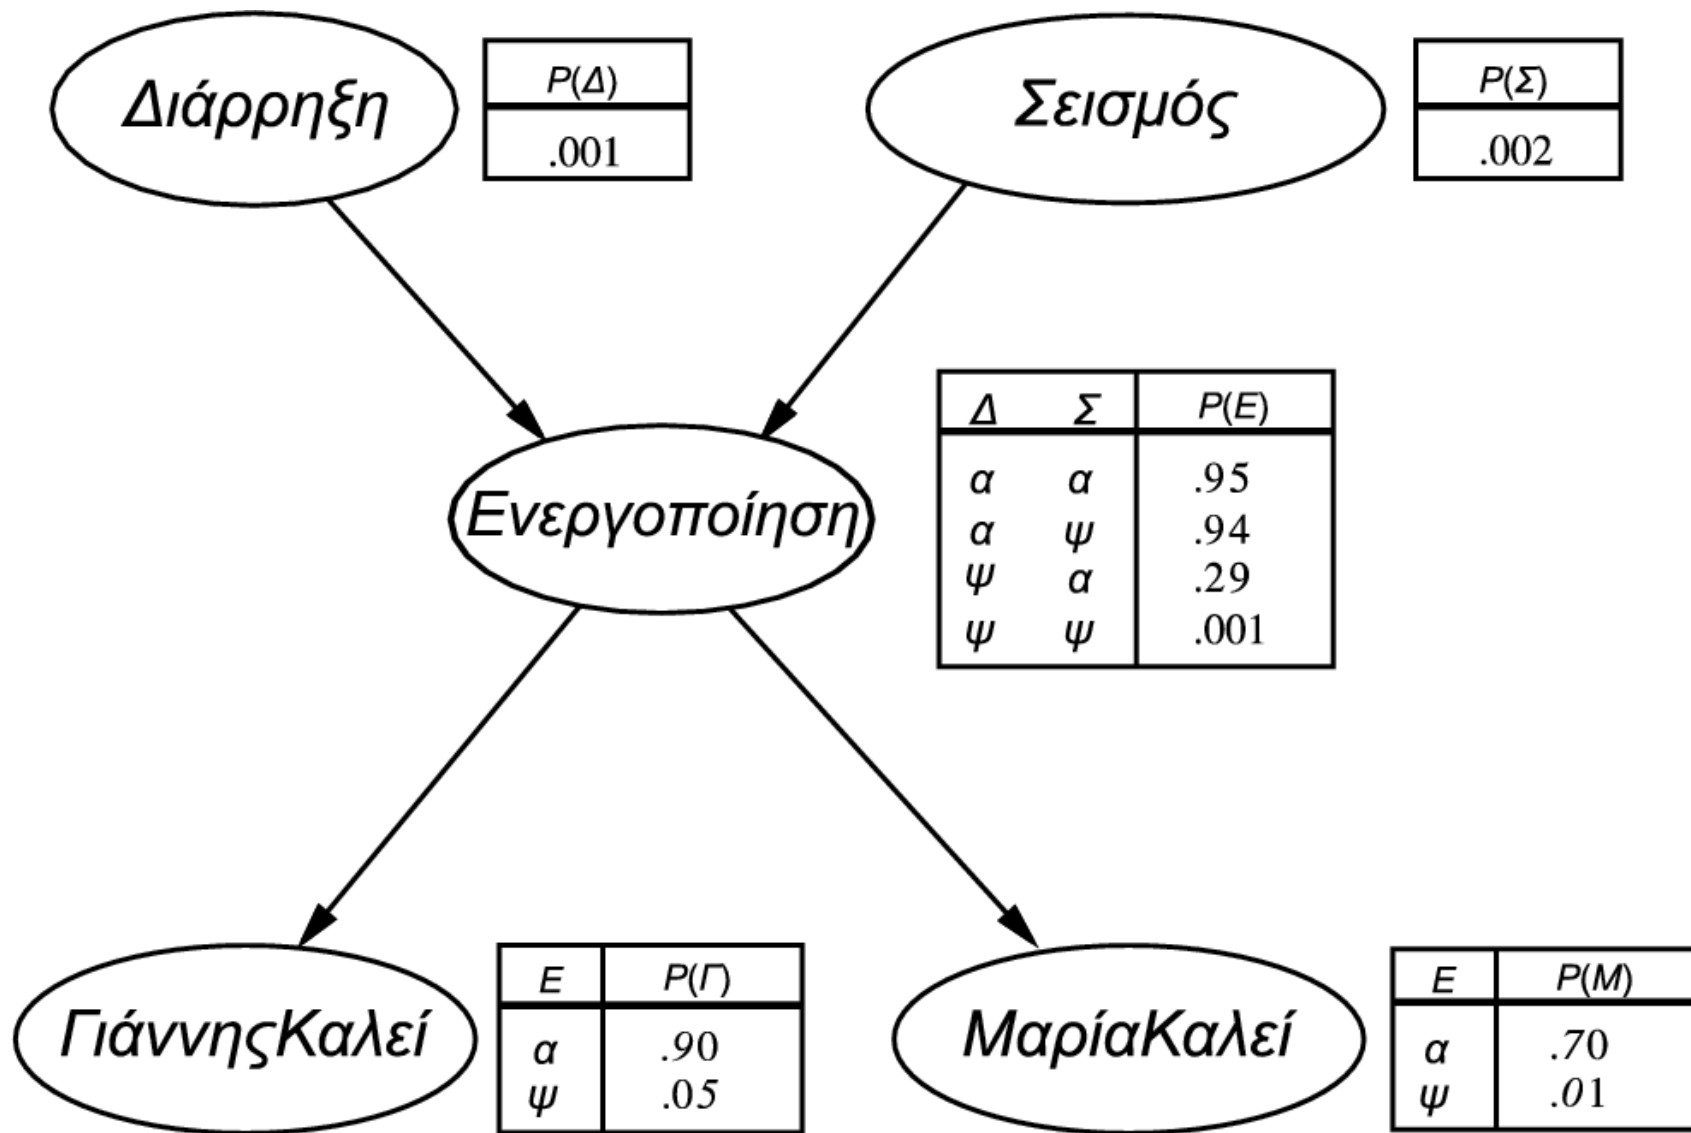 Διάρρηξη
P(Δ)
.001
Σεισμός
P(Σ)
.002
Δ Σ P(E)
α α .95
α ψ .94
ψ α .29
ψ ψ .001
Ενεργοποίηση
ΓιάννηςΚαλεί
E P(Γ)
α .90
ψ .05
ΜαρίαΚαλεί
E P(M)
α .70
ψ .01